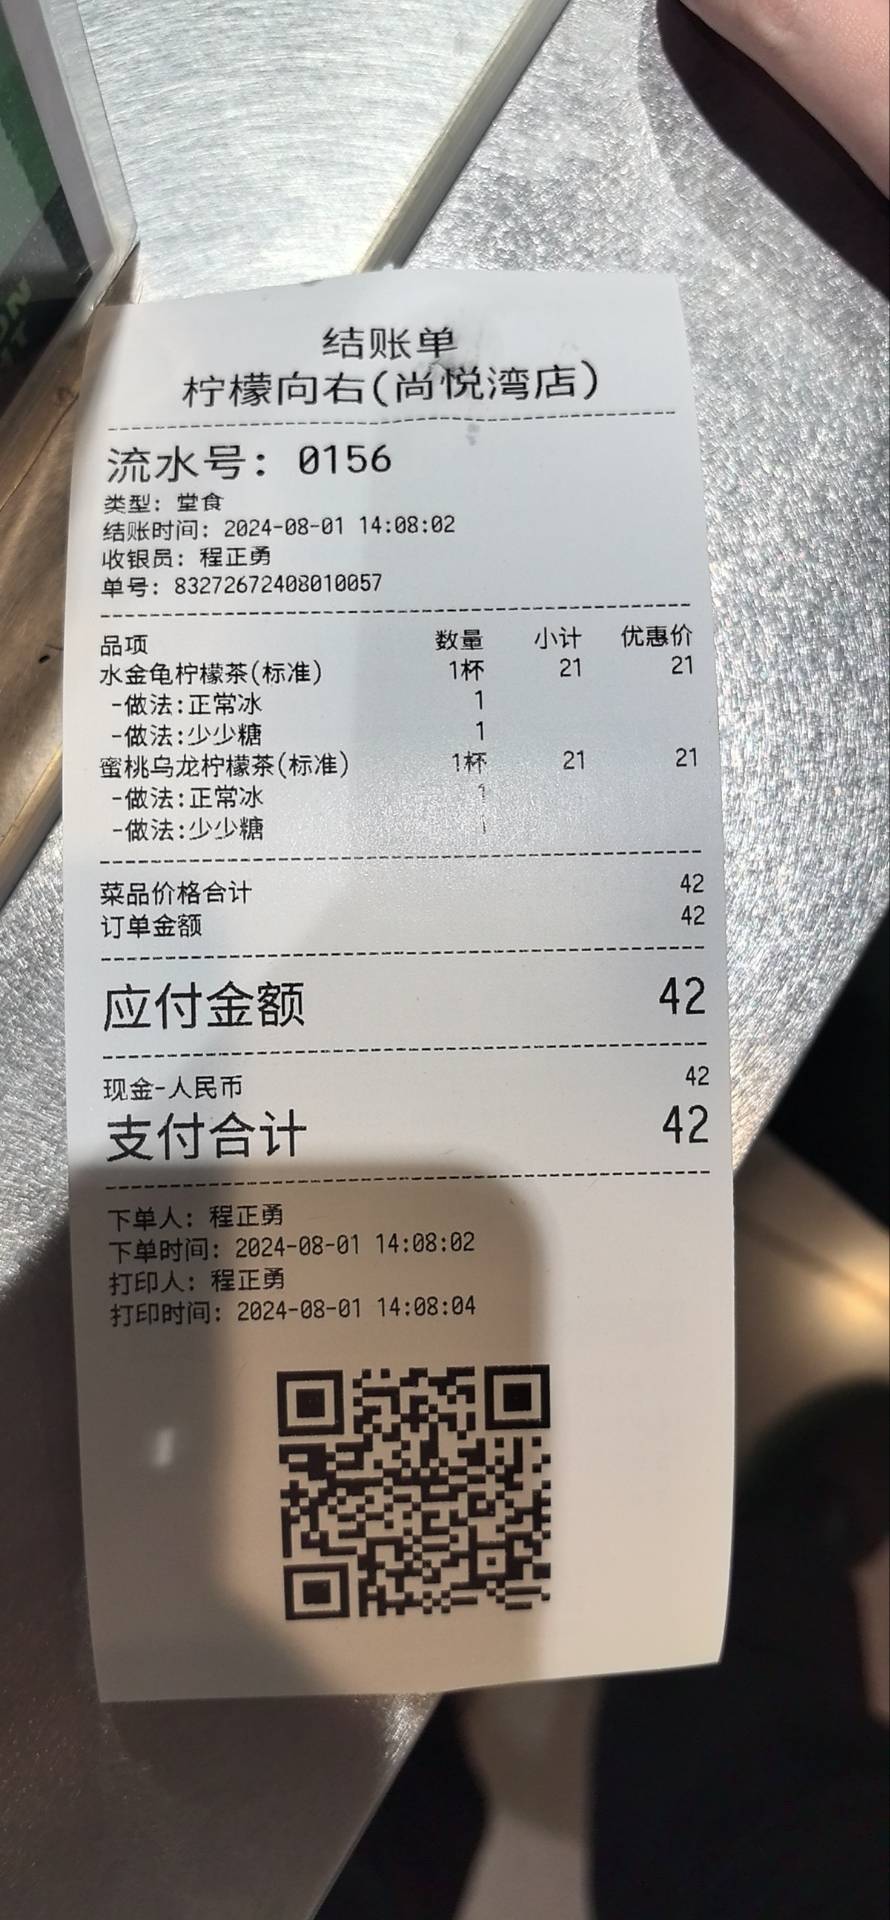 结账单
柠檬向右(尚悦湾店)
流水号: 0156
类型: 堂食
结账时间: 2024-08-01 14:08:02
收银员: 程正勇
单号: 83272672408010057
品项 数量 小计 优惠价
水金龟柠檬茶(标准) 1杯 21 21
-做法:正常冰 1
-做法:少少糖 1
蜜桃乌龙柠檬茶(标准) 1杯 21 21
-做法:正常冰 1
-做法:少少糖 1
菜品价格合计 42
订单金额 42
应付金额 42
现金-人民币 42
支付合计 42
下单人: 程正勇
下单时间: 2024-08-01 14:08:02
打印人: 程正勇
打印时间: 2024-08-01 14:08:04